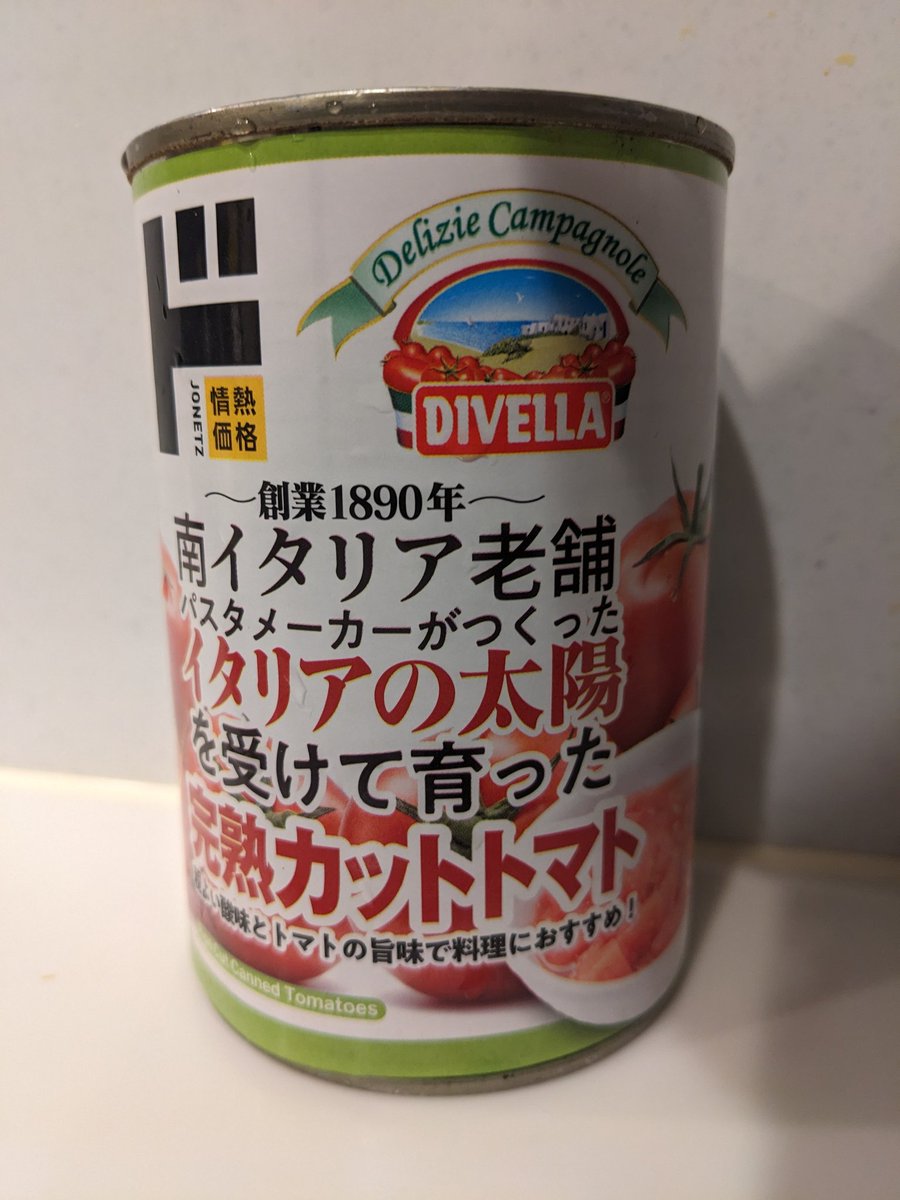 Delizie Campagnole
DIVELLA
ド
JONETZ
情熱
価格
〜創業1890年〜
南イタリア老舗
パスタメーカーがつくった
イタリアの太陽
を受けて育った
完熟カットトマト
よい酸味とトマトの旨味で料理におすすめ!
Cut Canned Tomatoes